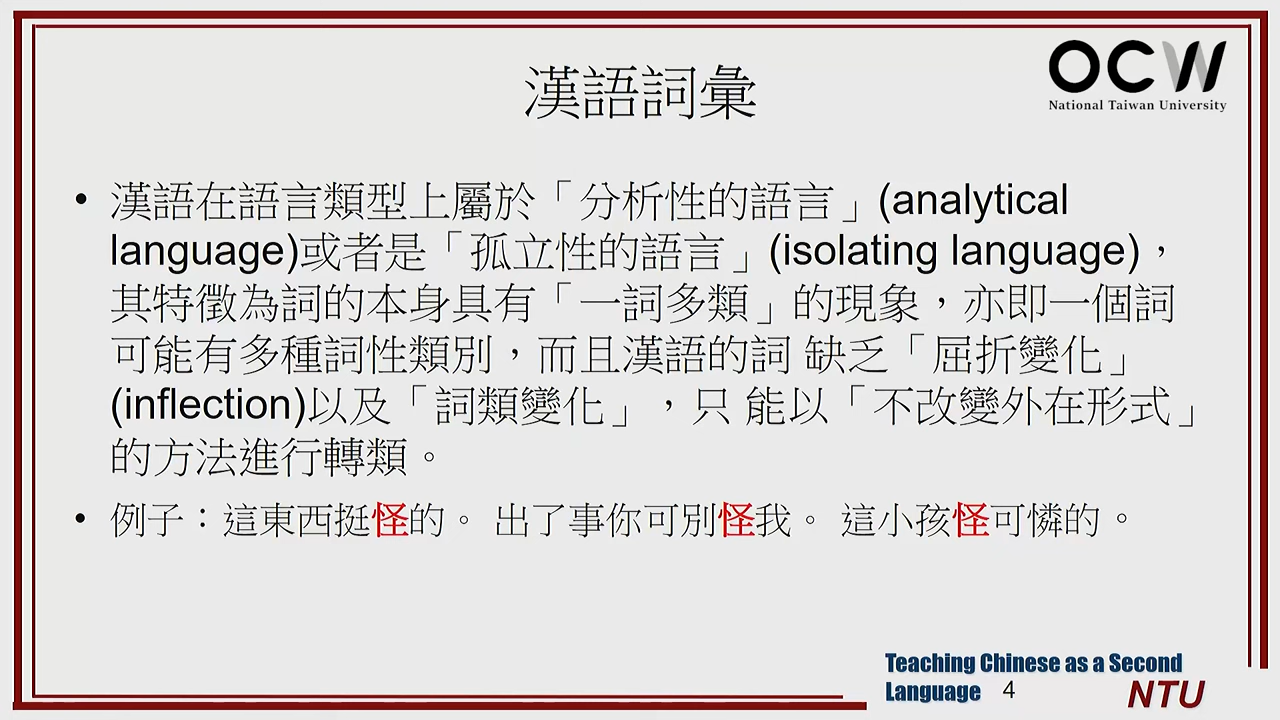 OCW
National Taiwan University
漢語詞彙
• 漢語在語言類型上屬於「分析性的語言」(analytical
language)或者是「孤立性的語言」(isolating language)，
其特徵為詞的本身具有「一詞多類」的現象，亦即一個詞
可能有多種詞性類別，而且漢語的詞 缺乏「屈折變化」
(inflection)以及「詞類變化」，只 能以「不改變外在形式」
的方法進行轉類。
• 例子：這東西挺怪的。 出了事你可別怪我。 這小孩怪可憐的。
Teaching Chinese as a Second
Language 4
NTU